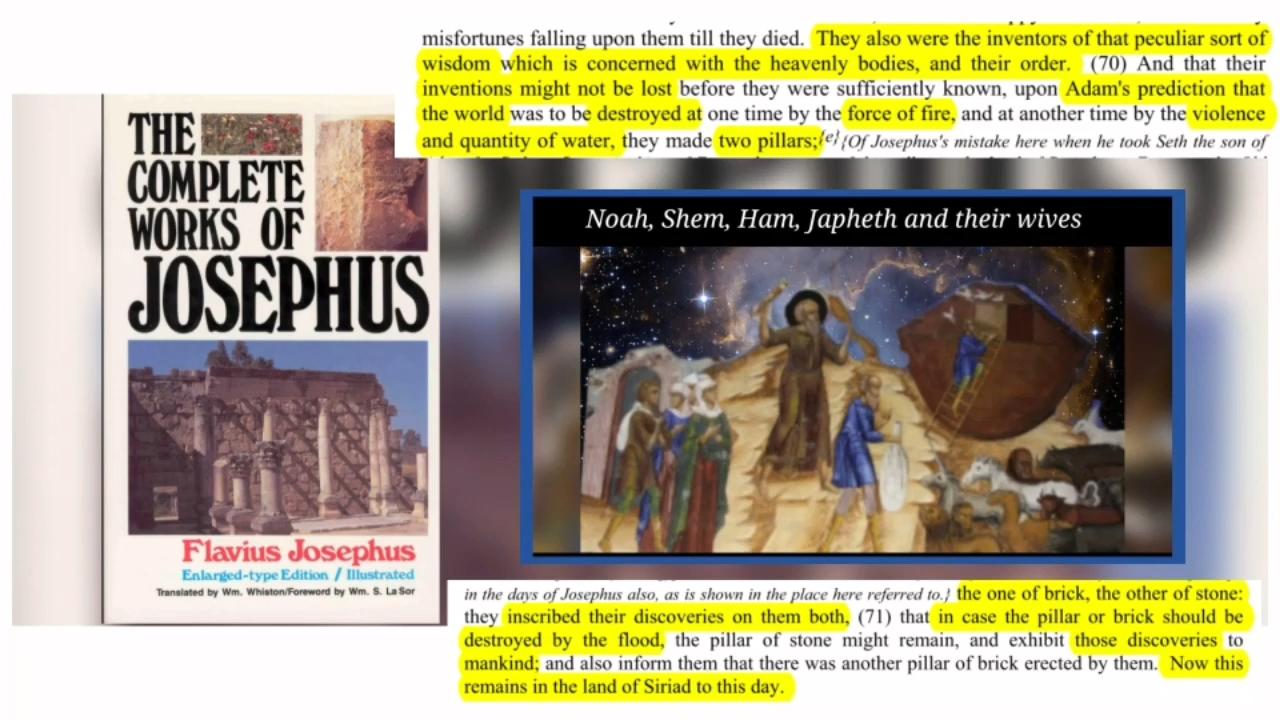 misfortunes falling upon them till they died. They also were the inventors of that peculiar sort of
wisdom which is concerned with the heavenly bodies, and their order. (70) And that their
inventions might not be lost before they were sufficiently known, upon Adam's prediction that
the world was to be destroyed at one time by the force of fire, and at another time by the violence
and quantity of water, they made two pillars;{e}{Of Josephus's mistake here when he took Seth the son of
THE
COMPLETE
WORKS OF
JOSEPHUS
Flavius Josephus
Enlarged-type Edition / Illustrated
Translated by Wm. Whiston/Foreword by Wm. S. LaSor
Noah, Shem, Ham, Japheth and their wives
in the days of Josephus also, as is shown in the place here referred to.} the one of brick, the other of stone:
they inscribed their discoveries on them both, (71) that in case the pillar or brick should be
destroyed by the flood, the pillar of stone might remain, and exhibit those discoveries to
mankind; and also inform them that there was another pillar of brick erected by them. Now this
remains in the land of Siriad to this day.